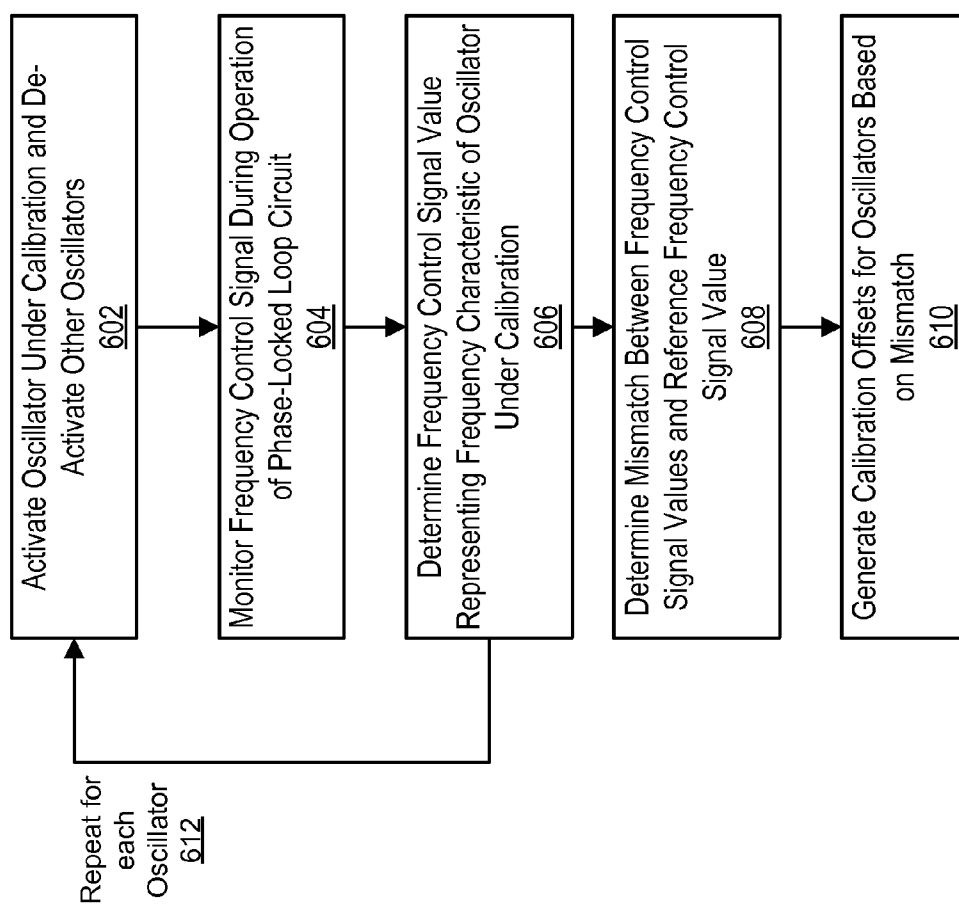 Activate Oscillator Under Calibration and De-
Activate Other Oscillators
602
Monitor Frequency Control Signal During Operation
of Phase-Locked Loop Circuit
604
Determine Frequency Control Signal Value
Representing Frequency Characteristic of Oscillator
Under Calibration
606
Determine Mismatch Between Frequency Control
Signal Values and Reference Frequency Control
Signal Value
608
Generate Calibration Offsets for Oscillators Based
on Mismatch
610
Repeat for
each
Oscillator
612